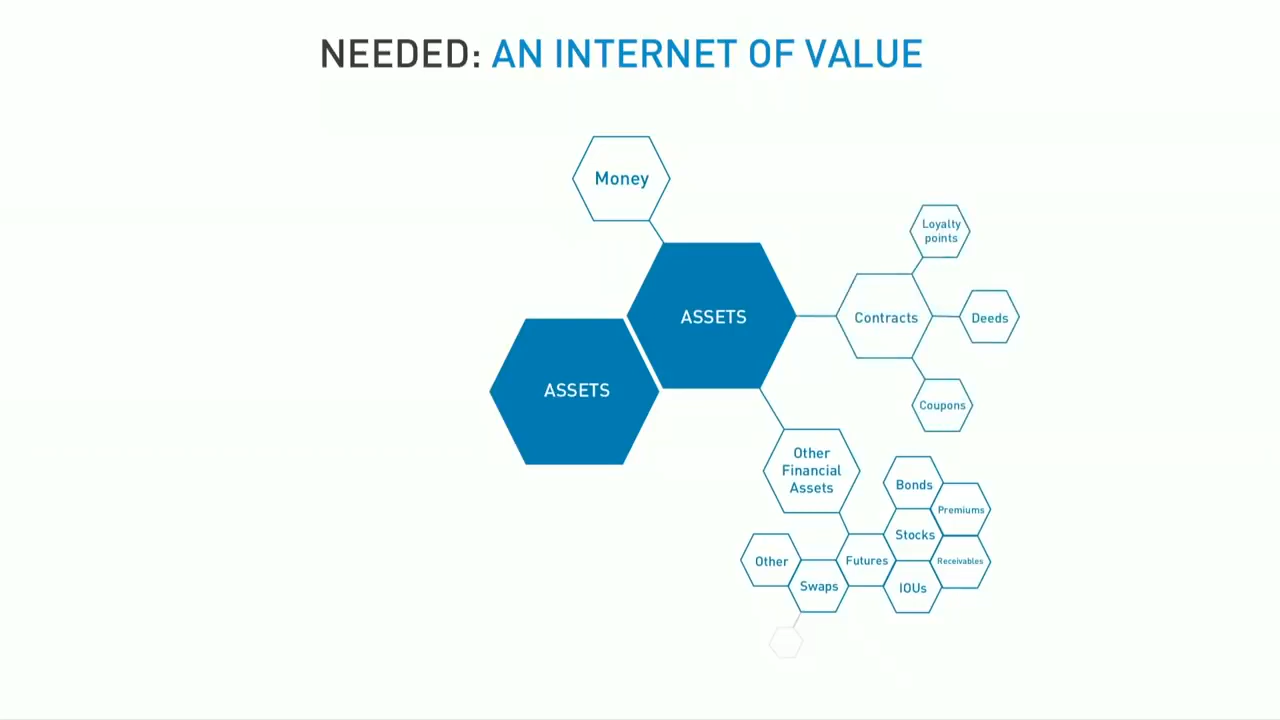 NEEDED: AN INTERNET OF VALUE
Money
Loyalty
points
ASSETS
Contracts
Deeds
ASSETS
Coupons
Other
Financial
Assets
Bonds
Premiums
Stocks
Other
Futures
Receivables
Swaps
IOUs